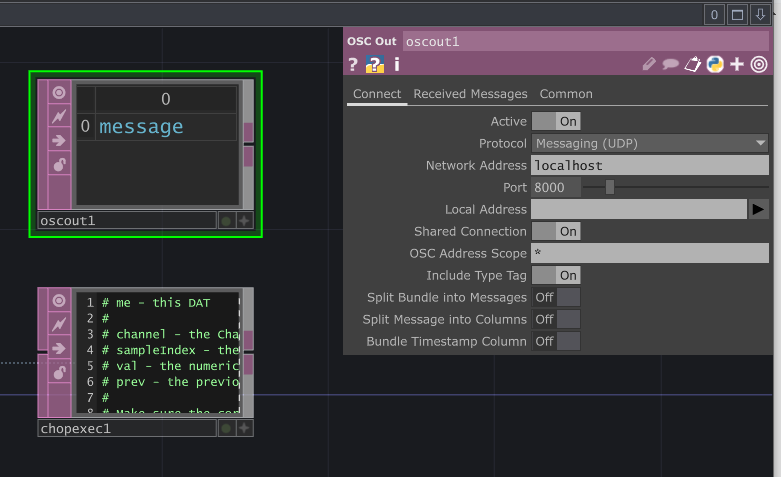 0
OSC Out oscout1
? ? i
Connect Received Messages Common
Active On
Protocol Messaging (UDP)
Network Address localhost
Port 8000
Local Address
Shared Connection On
OSC Address Scope *
Include Type Tag On
Split Bundle into Messages Off
Split Message into Columns Off
Bundle Timestamp Column Off
0
0 message
oscout1
1 # me - this DAT
2 #
3 # channel - the Cha
4 # sampleIndex - the
5 # val - the numeric
6 # prev - the previo
7 #
8 # Make sure the cor
chopexec1